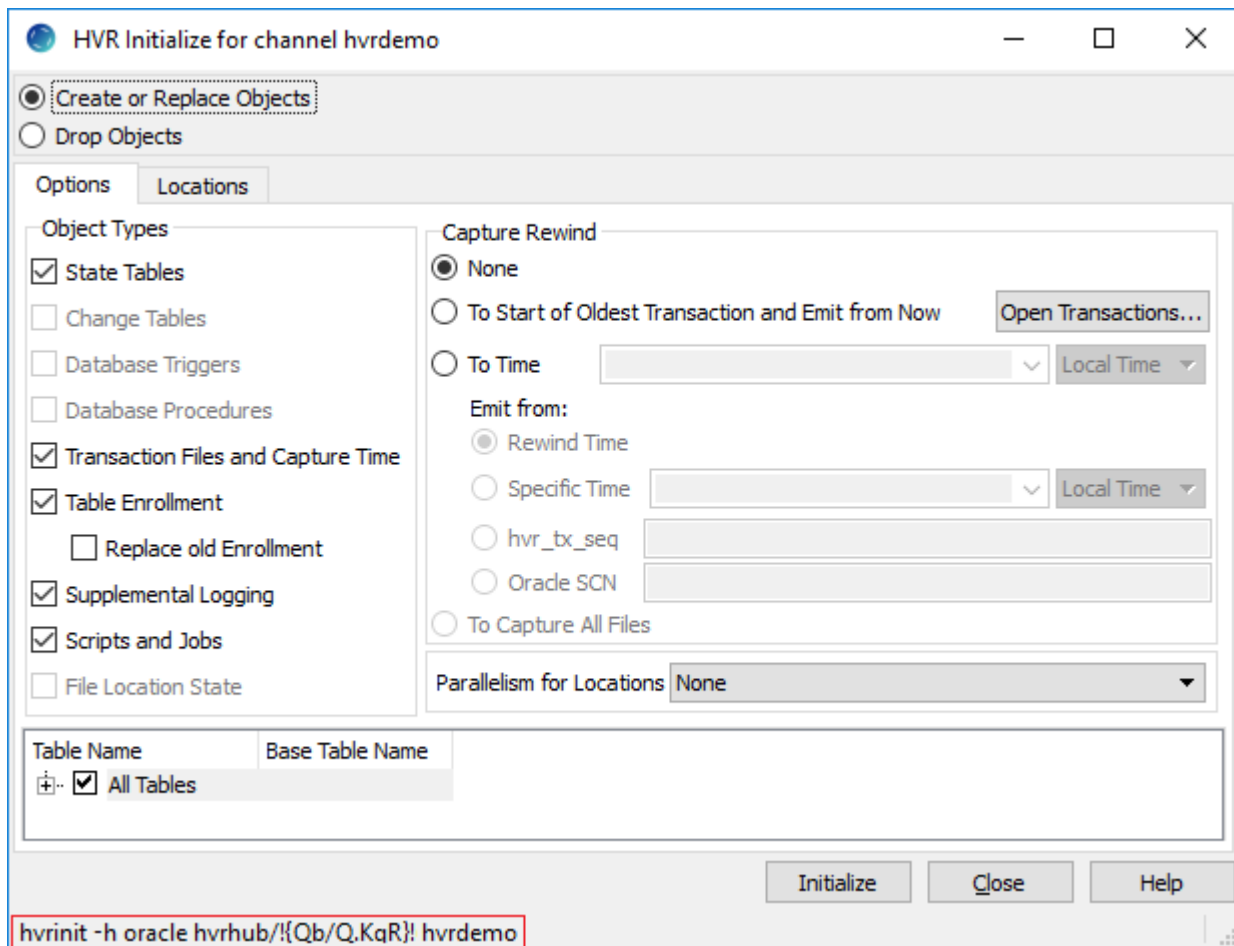 HVR Initialize for channel hvrdemo
Create or Replace Objects
Drop Objects
Options Locations
Object Types
State Tables
Change Tables
Database Triggers
Database Procedures
Transaction Files and Capture Time
Table Enrollment
Replace old Enrollment
Supplemental Logging
Scripts and Jobs
File Location State
Capture Rewind
None
To Start of Oldest Transaction and Emit from Now Open Transactions...
To Time Local Time
Emit from:
Rewind Time
Specific Time Local Time
hvr_tx_seq
Oracle SCN
To Capture All Files
Parallelism for Locations None
Table Name Base Table Name
All Tables
Initialize Close Help
hvrinit -h oracle hvrhub/!{Qb/Q.KqR}! hvrdemo